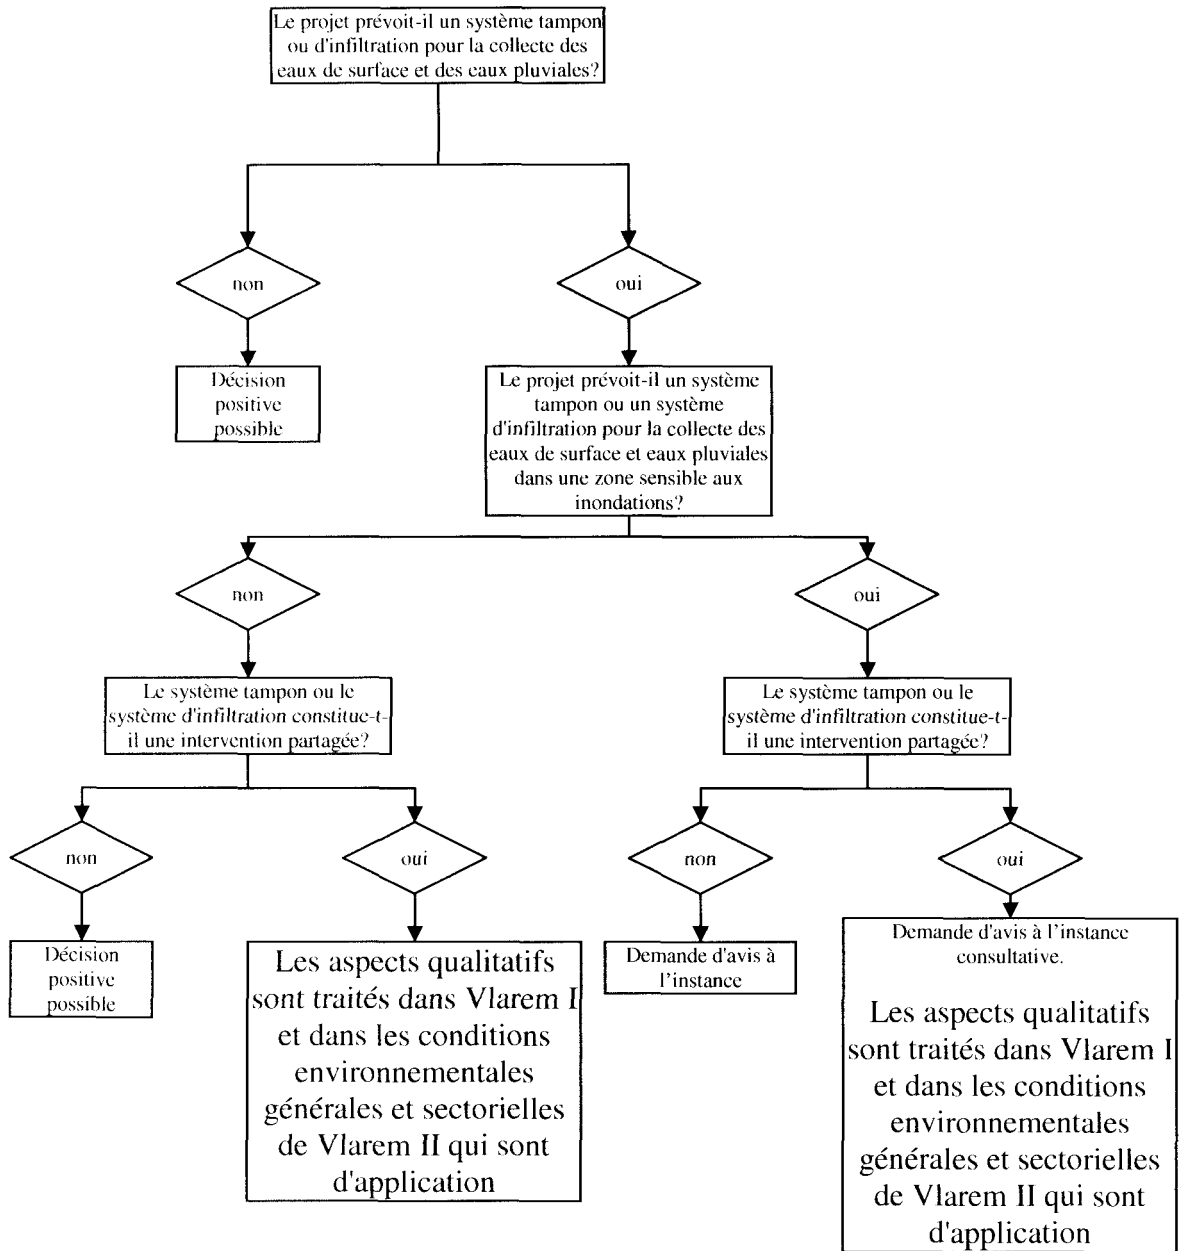 Le projet prévoit-il un système tampon
ou d'infiltration pour la collecte des
eaux de surface et des eaux pluviales?
non
oui
Décision
positive
possible
Le projet prévoit-il un système
tampon ou un système
d'infiltration pour la collecte des
eaux de surface et eaux pluviales
dans une zone sensible aux
inondations?
non
oui
Le système tampon ou le
système d'infiltration constitue-t-
il une intervention partagée?
Le système tampon ou le
système d'infiltration constitue-t-
il une intervention partagée?
non
oui
non
oui
Décision
positive
possible
Les aspects qualitatifs
sont traités dans Vlarem I
et dans les conditions
environnementales
générales et sectorielles
de Vlarem II qui sont
d'application
Demande d'avis à
l'instance
Demande d'avis à l'instance
consultative.
Les aspects qualitatifs
sont traités dans Vlarem I
et dans les conditions
environnementales
générales et sectorielles
de Vlarem II qui sont
d'application